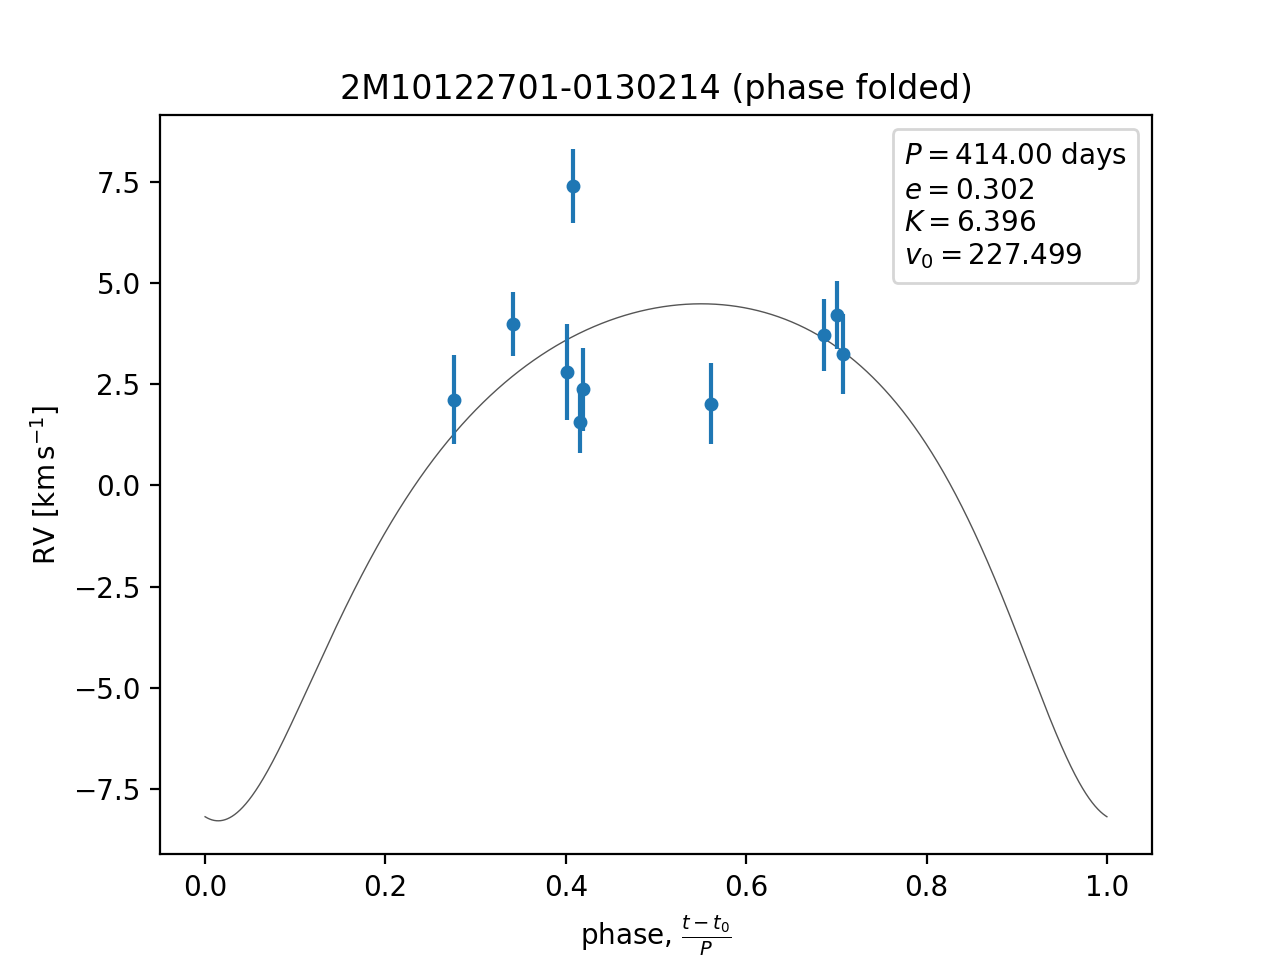 2M10122701-0130214 (phase folded)
P = 414.00 days
e = 0.302
K = 6.396
v₀ = 227.499
7.5
5.0
2.5
0.0
−2.5
−5.0
−7.5
RV [km s⁻¹]
0.0 0.2 0.4 0.6 0.8 1.0
phase, (t − t₀)/P